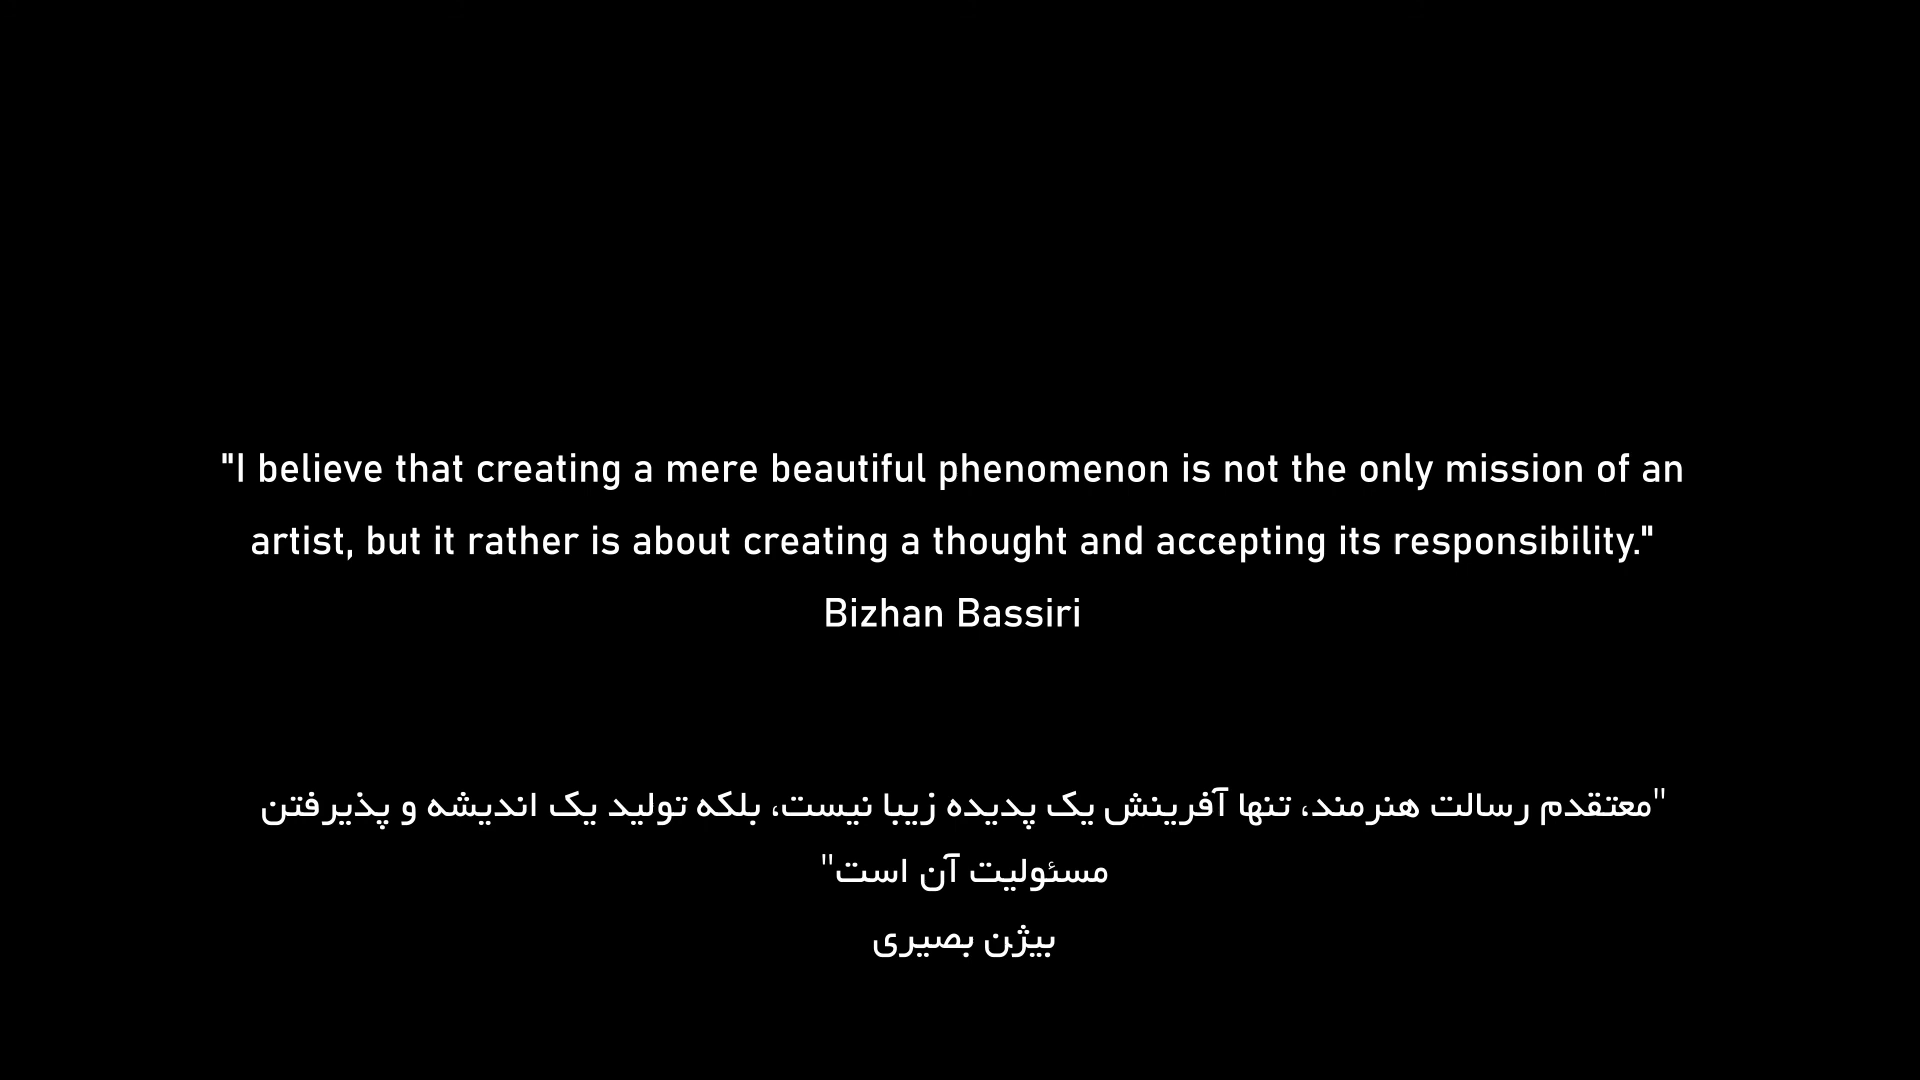 "I believe that creating a mere beautiful phenomenon is not the only mission of an
artist, but it rather is about creating a thought and accepting its responsibility."
Bizhan Bassiri
"معتقدم رسالت هنرمند، تنها آفرینش یک پدیده زیبا نیست، بلکه تولید یک اندیشه و پذیرفتن
مسئولیت آن است"
بیژن بصیری